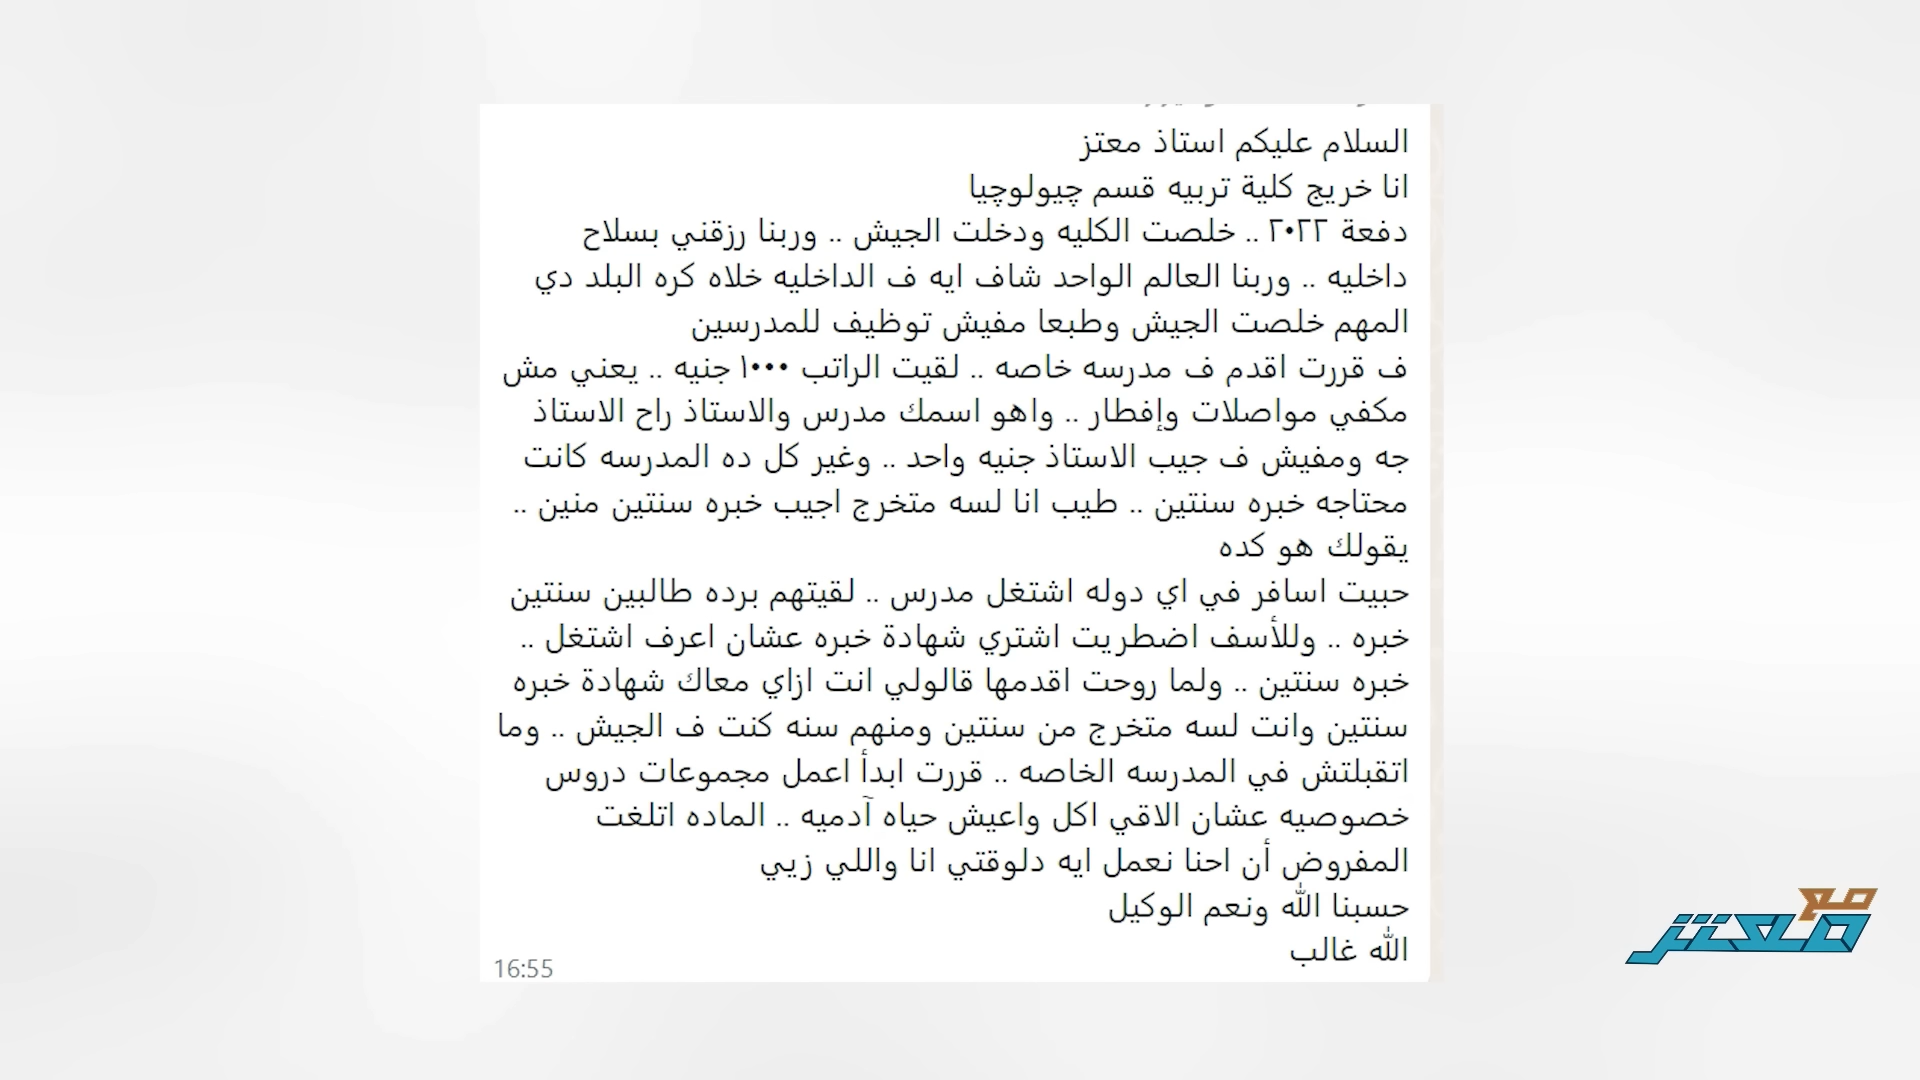 السلام عليكم استاذ معتز
انا خريج كلية تربيه قسم چيولوچيا
دفعة ٢٠٢٢ .. خلصت الكليه ودخلت الجيش .. وربنا رزقني بسلاح
داخليه .. وربنا العالم الواحد شاف ايه ف الداخليه خلاه كره البلد دي
المهم خلصت الجيش وطبعا مفيش توظيف للمدرسين
ف قررت اقدم ف مدرسه خاصه .. لقيت الراتب ١٠٠٠ جنيه .. يعني مش
مكفي مواصلات وإفطار .. واهو اسمك مدرس والاستاذ راح الاستاذ
جه ومفيش ف جيب الاستاذ جنيه واحد .. وغير كل ده المدرسه كانت
محتاجه خبره سنتين .. طيب انا لسه متخرج اجيب خبره سنتين منين ..
يقولك هو كده
حبيت اسافر في اي دوله اشتغل مدرس .. لقيتهم برده طالبين سنتين
خبره .. وللأسف اضطريت اشتري شهادة خبره عشان اعرف اشتغل ..
خبره سنتين .. ولما روحت اقدمها قالولي انت ازاي معاك شهادة خبره
سنتين وانت لسه متخرج من سنتين ومنهم سنه كنت ف الجيش .. وما
اتقبلتش في المدرسه الخاصه .. قررت ابدأ اعمل مجموعات دروس
خصوصيه عشان الاقي اكل واعيش حياه آدميه .. الماده اتلغت
المفروض أن احنا نعمل ايه دلوقتي انا واللي زيي
حسبنا الله ونعم الوكيل
الله غالب
16:55
مع
معتز